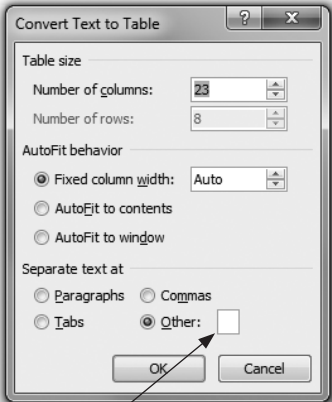 Convert Text to Table
Table size
Number of columns: 23
Number of rows: 8
AutoFit behavior
Fixed column width: Auto
AutoFit to contents
AutoFit to window
Separate text at
Paragraphs Commas
Tabs Other:
OK Cancel